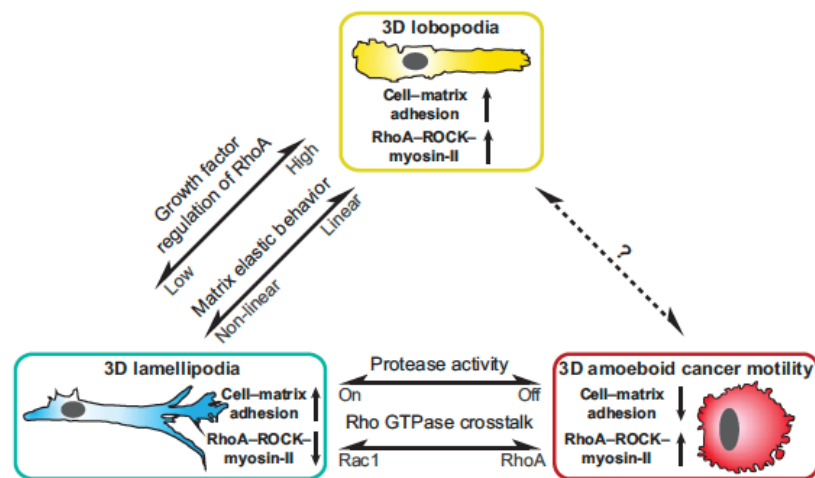 3D lobopodia
Cell–matrix
adhesion
RhoA–ROCK–
myosin-II
Growth factor
regulation of RhoA
High
Low
Matrix elastic behavior
Linear
Non-linear
?
3D lamellipodia
Cell–matrix
adhesion
RhoA–ROCK–
myosin-II
Protease activity
On
Off
Rho GTPase crosstalk
Rac1
RhoA
3D amoeboid cancer motility
Cell–matrix
adhesion
RhoA–ROCK–
myosin-II